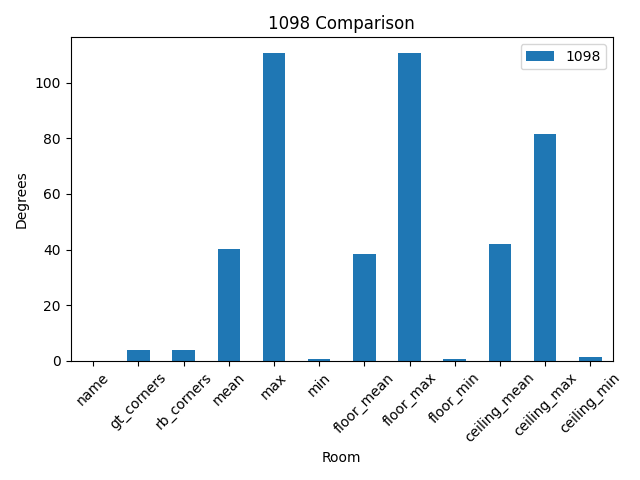 1098 Comparison
1098
Degrees
100
80
60
40
20
0
name
gt_corners
rb_corners
mean
max
min
floor_mean
floor_max
floor_min
ceiling_mean
ceiling_max
ceiling_min
Room